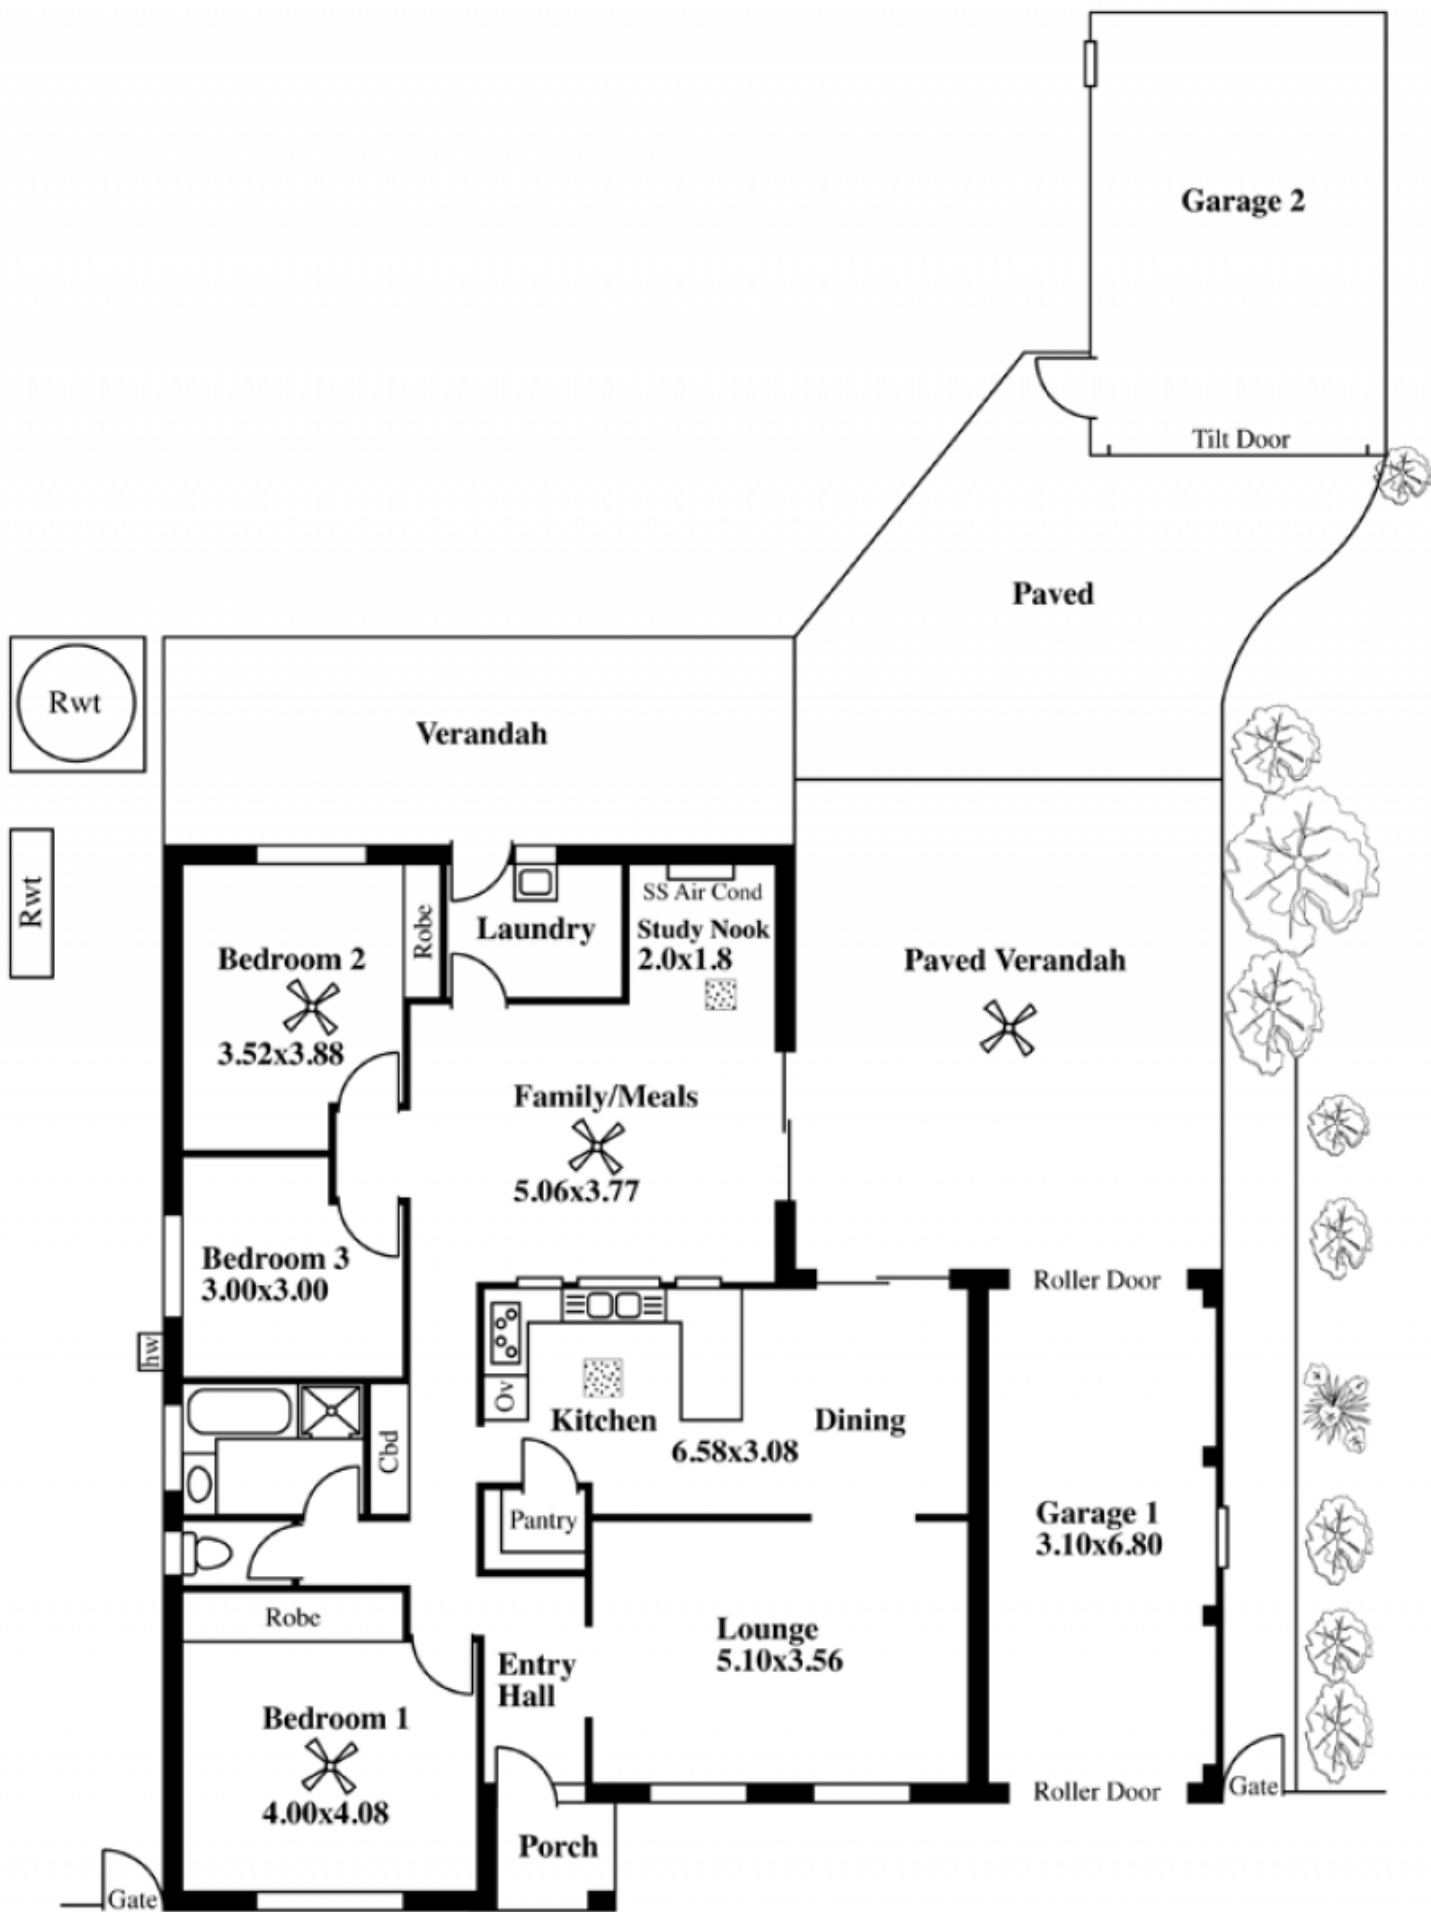 Garage 2
Tilt Door
Paved
Rwt
Verandah
Rwt
SS Air Cond
Robe
Laundry
Study Nook
2.0x1.8
Bedroom 2
3.52x3.88
Paved Verandah
Family/Meals
5.06x3.77
Bedroom 3
3.00x3.00
Roller Door
hw
Ov
Kitchen
Dining
6.58x3.08
Cbd
Pantry
Garage 1
3.10x6.80
Robe
Lounge
5.10x3.56
Entry
Hall
Bedroom 1
4.00x4.08
Roller Door
Gate
Porch
Gate